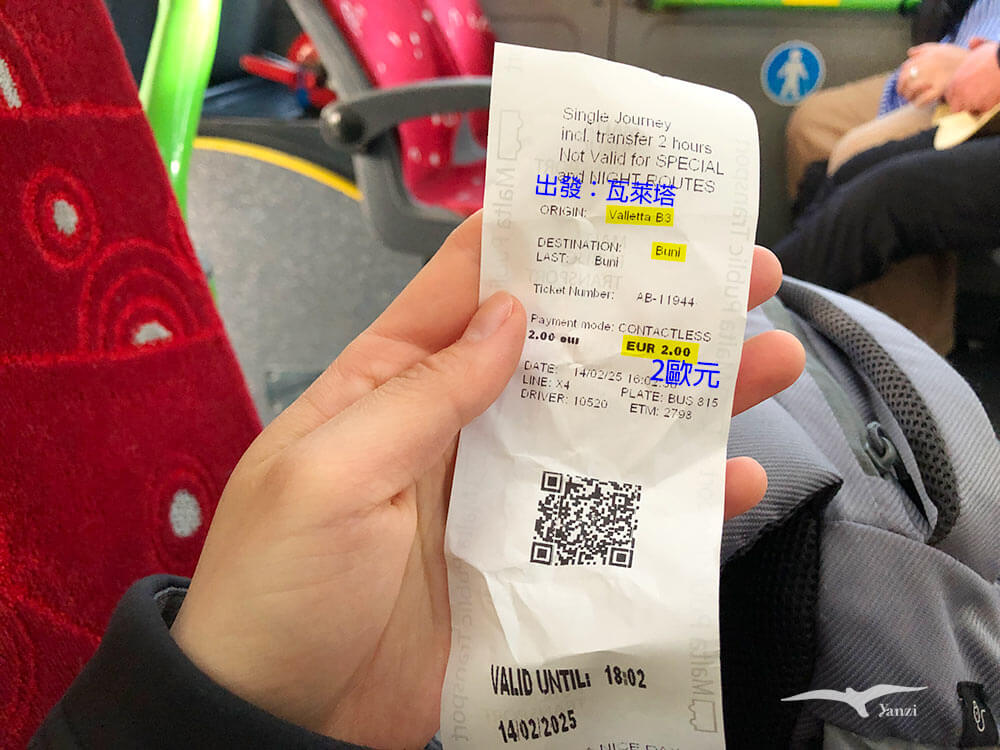 Single Journey
incl. transfer 2 hours
Not Valid for SPECIAL
and NIGHT ROUTES
出發：瓦萊塔
ORIGIN: Valletta B3
DESTINATION: Buni
LAST: Buni
Ticket Number: AB-11944
Payment mode: CONTACTLESS
2.00 eur EUR 2.00
2歐元
DATE: 14/02/25 16:02
LINE: X4 PLATE: BUS 815
DRIVER: 10520 ETM: 2798
VALID UNTIL: 18:02
14/02/2025
NICE DAY
Yanzi